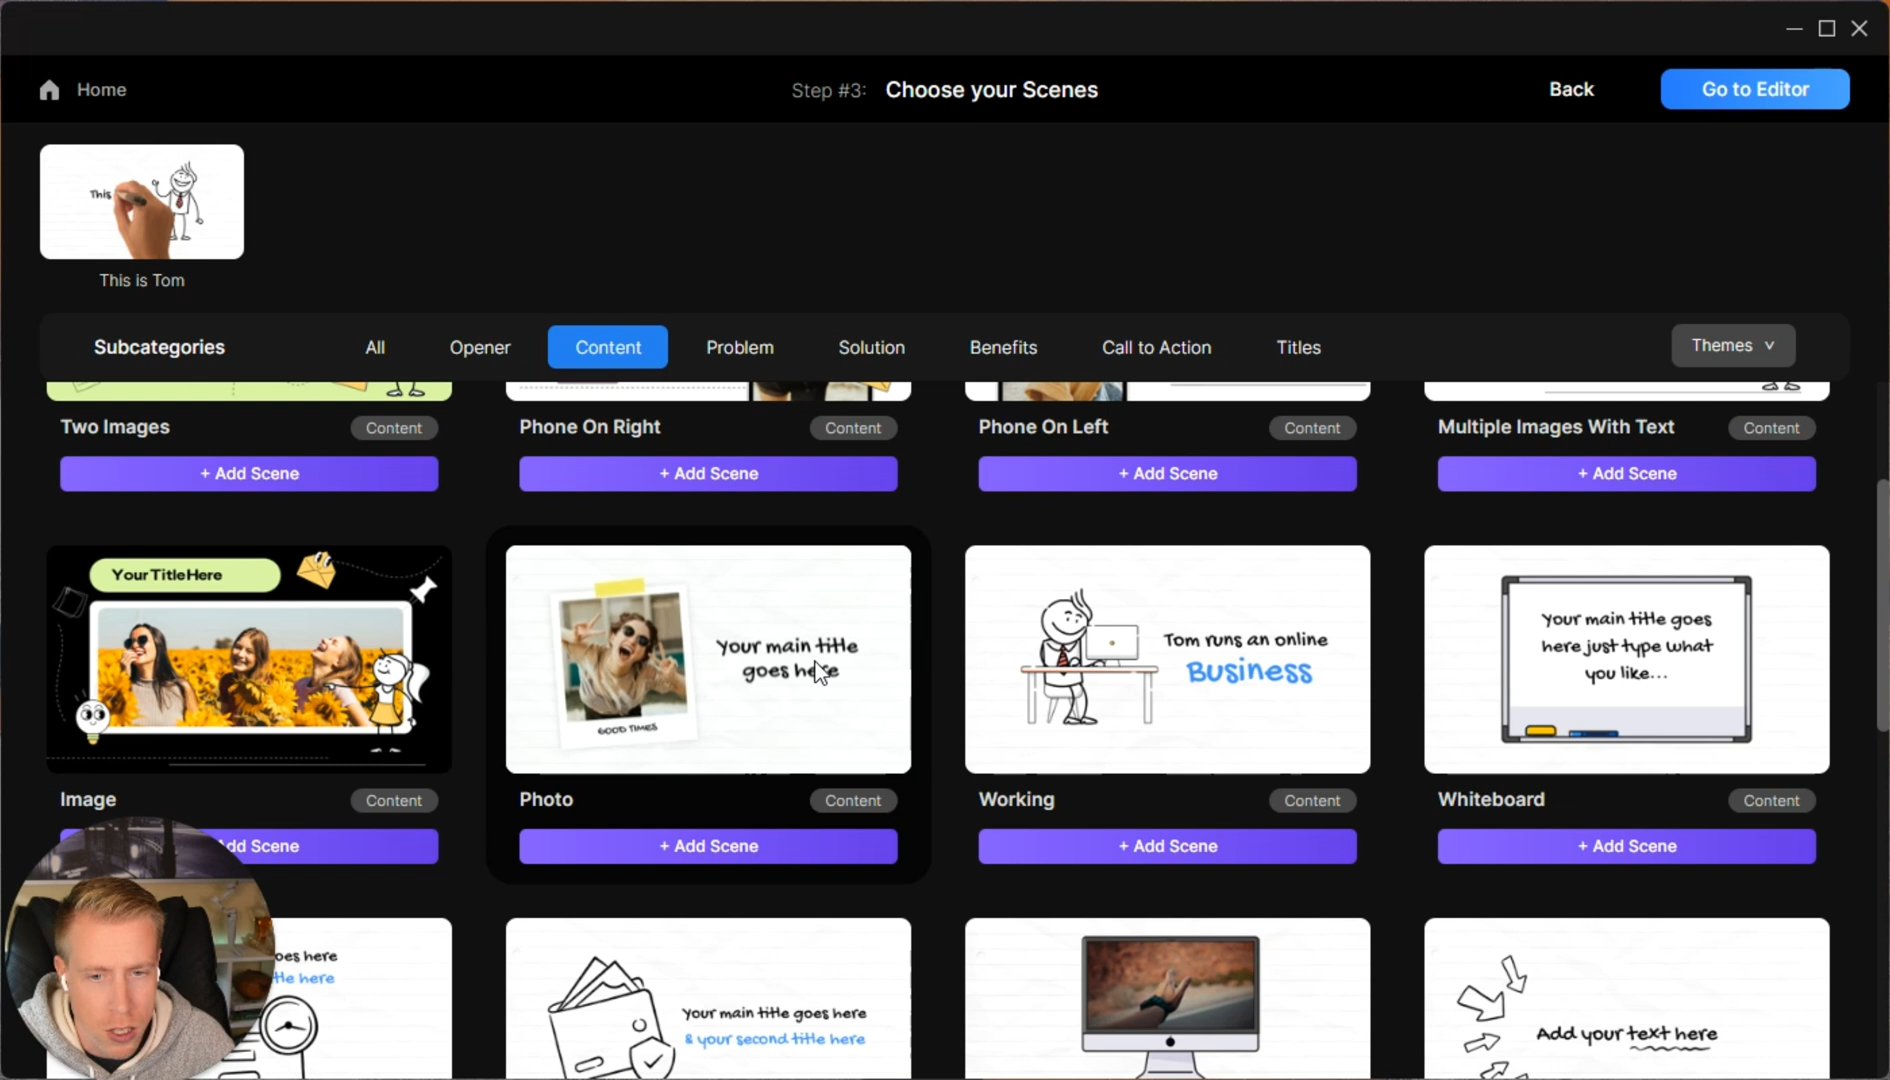 Home
Step #3: Choose your Scenes
Back
Go to Editor
This
This is Tom
Subcategories
All
Opener
Content
Problem
Solution
Benefits
Call to Action
Titles
Themes
Two Images
Content
Phone On Right
Content
Phone On Left
Content
Multiple Images With Text
Content
+ Add Scene
+ Add Scene
+ Add Scene
+ Add Scene
Your Title Here
GOOD TIMES
Your main title
goes here
Tom runs an online
Business
Your main title goes
here just type what
you like...
Image
Content
Photo
Content
Working
Content
Whiteboard
Content
Add Scene
+ Add Scene
+ Add Scene
+ Add Scene
oes here
tle here
Your main title goes here
& your second title here
Add your text here